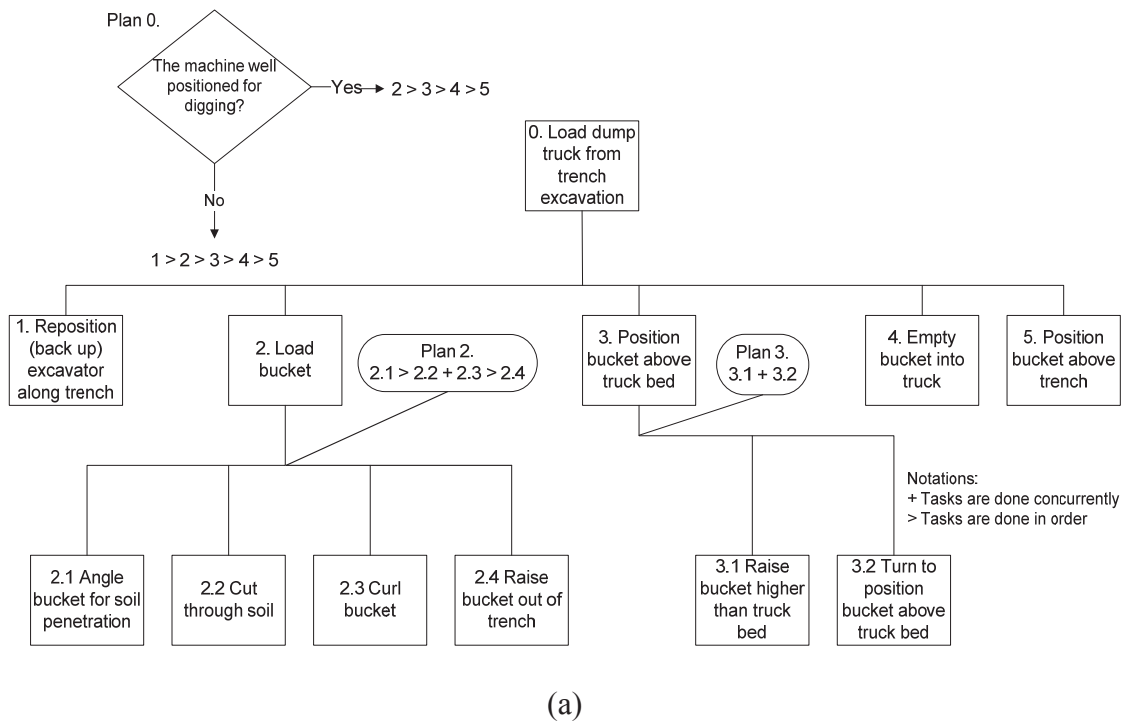 Plan 0.
The machine well
positioned for
digging?
Yes
2 > 3 > 4 > 5
No
1 > 2 > 3 > 4 > 5
0. Load dump
truck from
trench
excavation
1. Reposition
(back up)
excavator
along trench
2. Load
bucket
Plan 2.
2.1 > 2.2 + 2.3 > 2.4
3. Position
bucket above
truck bed
Plan 3.
3.1 + 3.2
4. Empty
bucket into
truck
5. Position
bucket above
trench
Notations:
+ Tasks are done concurrently
> Tasks are done in order
2.1 Angle
bucket for soil
penetration
2.2 Cut
through soil
2.3 Curl
bucket
2.4 Raise
bucket out of
trench
3.1 Raise
bucket higher
than truck
bed
3.2 Turn to
position
bucket above
truck bed
(a)